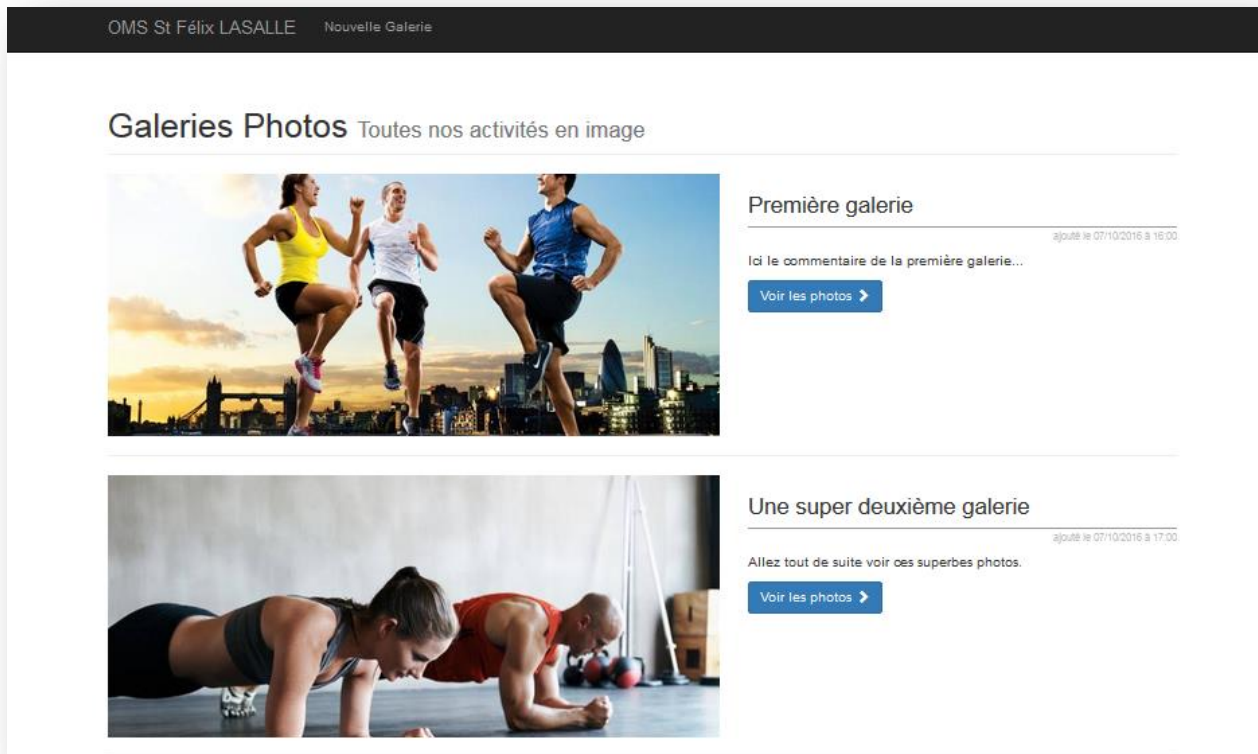 OMS St Félix LASALLE Nouvelle Galerie
Galeries Photos Toutes nos activités en image
Première galerie
ajouté le 07/10/2016 à 16:00
Ici le commentaire de la première galerie...
Voir les photos
Une super deuxième galerie
ajouté le 07/10/2016 à 17:00
Allez tout de suite voir ces superbes photos.
Voir les photos